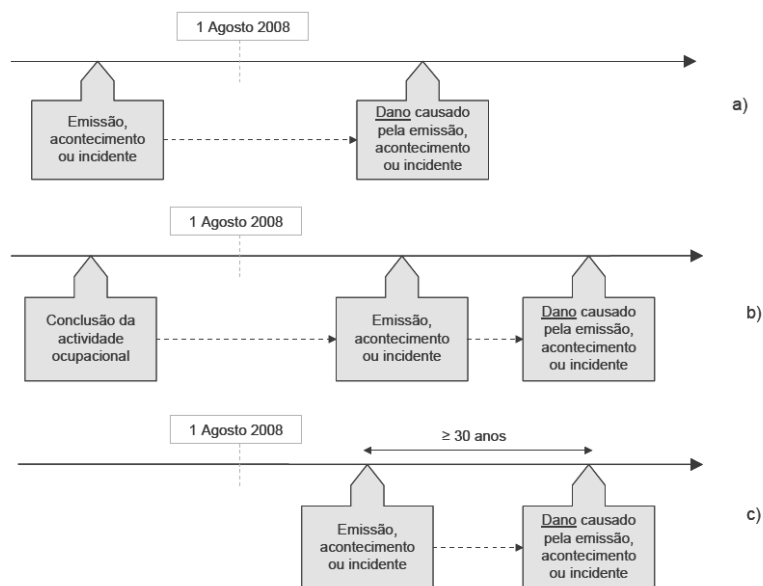 1 Agosto 2008
Emissão,
acontecimento
ou incidente
Dano causado
pela emissão,
acontecimento
ou incidente
a)
1 Agosto 2008
Conclusão da
actividade
ocupacional
Emissão,
acontecimento
ou incidente
Dano causado
pela emissão,
acontecimento
ou incidente
b)
1 Agosto 2008
≥ 30 anos
Emissão,
acontecimento
ou incidente
Dano causado
pela emissão,
acontecimento
ou incidente
c)